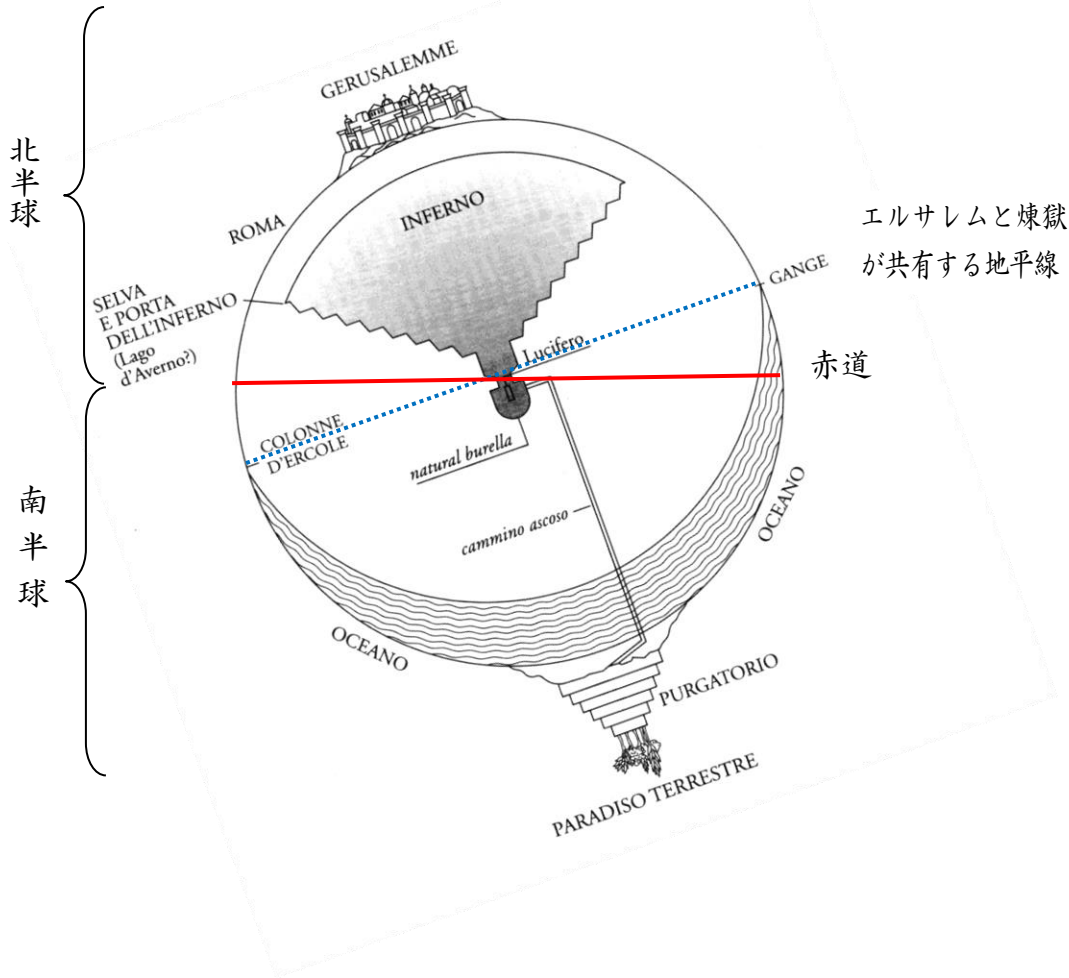 GERUSALEMME
北半球
INFERNO
ROMA
エルサレムと煉獄
が共有する地平線
GANGE
SELVA
E PORTA
DELL'INFERNO
(Lago
d'Averno?)
Lucifero
赤道
COLONNE
D'ERCOLE
natural burella
南半球
cammino ascoso
OCEANO
OCEANO
PURGATORIO
PARADISO TERRESTRE